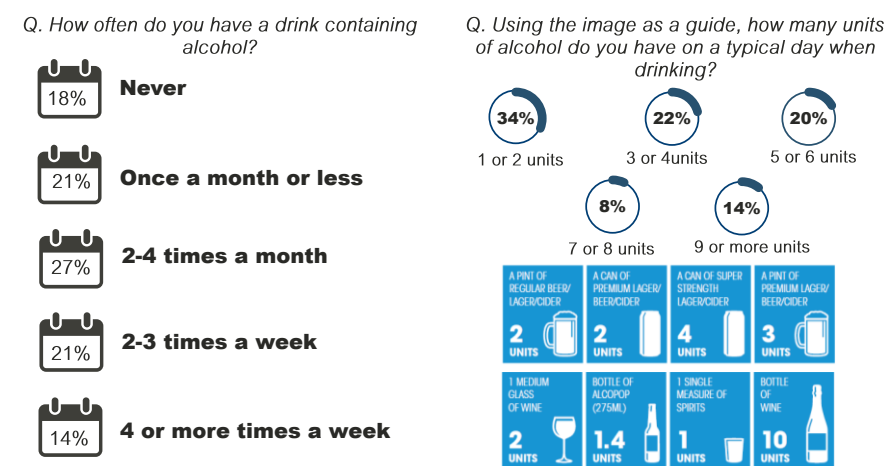 Q. How often do you have a drink containing
alcohol?
18%
Never
21%
Once a month or less
27%
2-4 times a month
21%
2-3 times a week
14%
4 or more times a week
Q. Using the image as a guide, how many units
of alcohol do you have on a typical day when
drinking?
34%
1 or 2 units
22%
3 or 4units
20%
5 or 6 units
8%
7 or 8 units
14%
9 or more units
A PINT OF
REGULAR BEER/
LAGER/CIDER
2
UNITS
A CAN OF
PREMIUM LAGER/
BEER/CIDER
2
UNITS
A CAN OF SUPER
STRENGTH
LAGER/CIDER
4
UNITS
A PINT OF
PREMIUM LAGER/
BEER/CIDER
3
UNITS
1 MEDIUM
GLASS
OF WINE
2
UNITS
BOTTLE OF
ALCOPOP
(275ML)
1.4
UNITS
1 SINGLE
MEASURE OF
SPIRITS
1
UNITS
BOTTLE
OF
WINE
10
UNITS